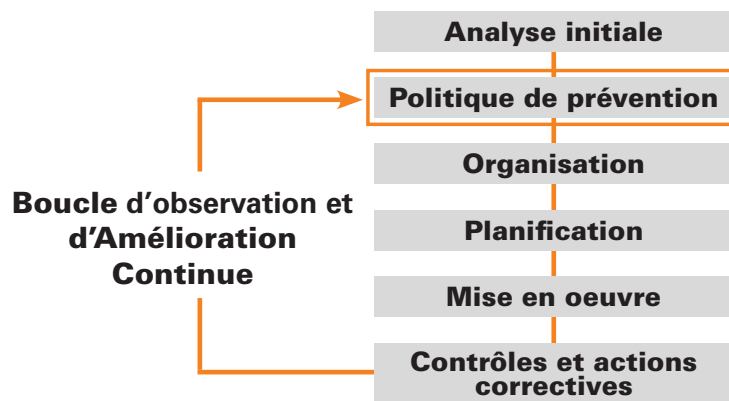 Analyse initiale
Politique de prévention
Organisation
Planification
Mise en oeuvre
Contrôles et actions
correctives
Boucle d'observation et
d'Amélioration
Continue